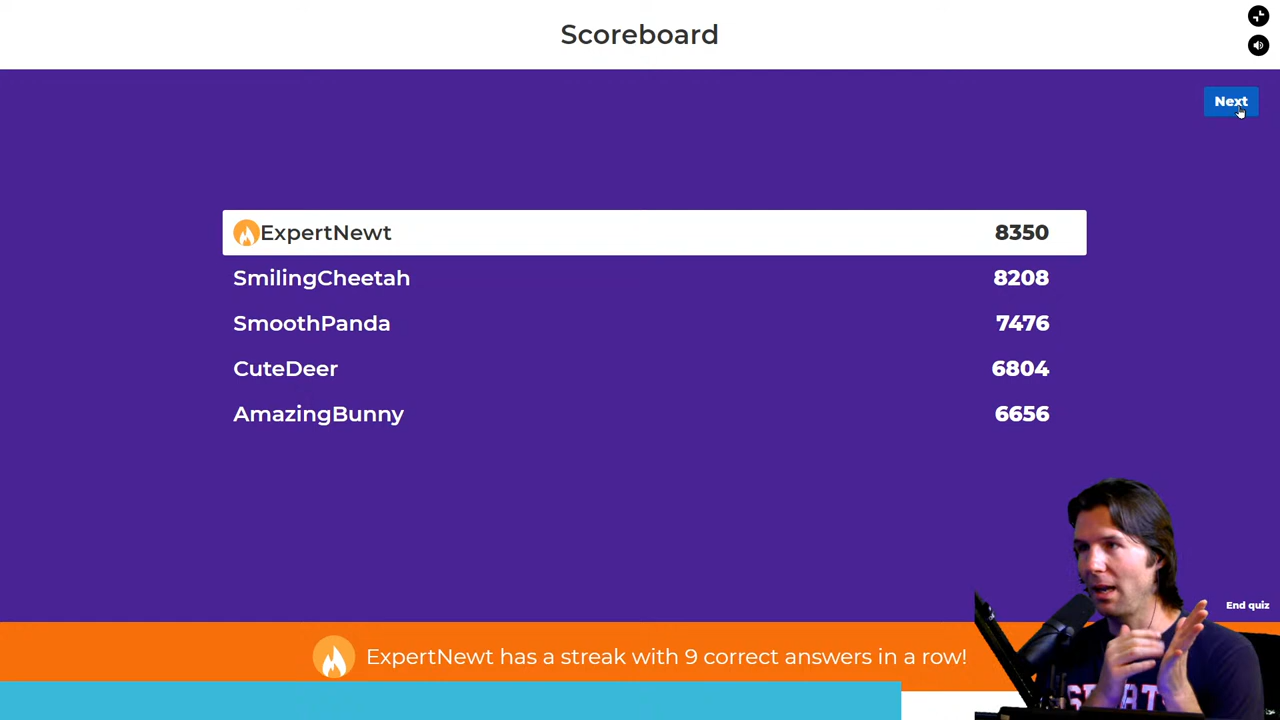 Scoreboard
Next
ExpertNewt 8350
SmilingCheetah 8208
SmoothPanda 7476
CuteDeer 6804
AmazingBunny 6656
End quiz
ExpertNewt has a streak with 9 correct answers in a row!